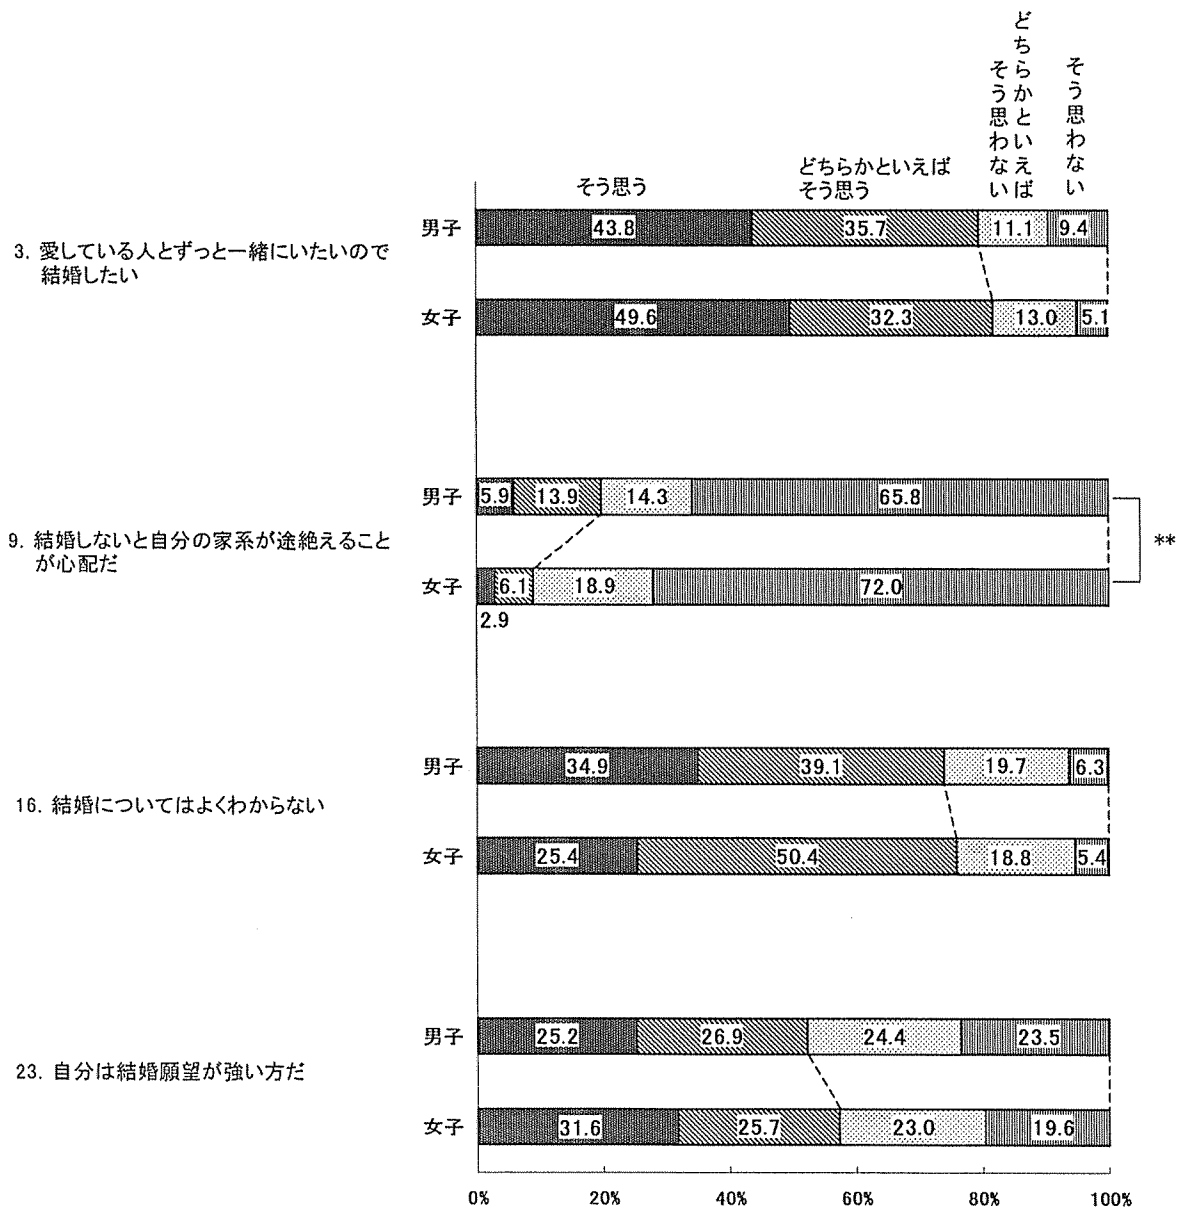 そう思う
どちらかといえば
そう思う
どちらかといえば
そう思わない
そう思わない
3. 愛している人とずっと一緒にいたいので
結婚したい
男子
43.8
35.7
11.1
9.4
女子
49.6
32.3
13.0
5.1
9. 結婚しないと自分の家系が途絶えること
が心配だ
男子
5.9
13.9
14.3
65.8
**
女子
6.1
18.9
72.0
2.9
16. 結婚についてはよくわからない
男子
34.9
39.1
19.7
6.3
女子
25.4
50.4
18.8
5.4
23. 自分は結婚願望が強い方だ
男子
25.2
26.9
24.4
23.5
女子
31.6
25.7
23.0
19.6
0%
20%
40%
60%
80%
100%